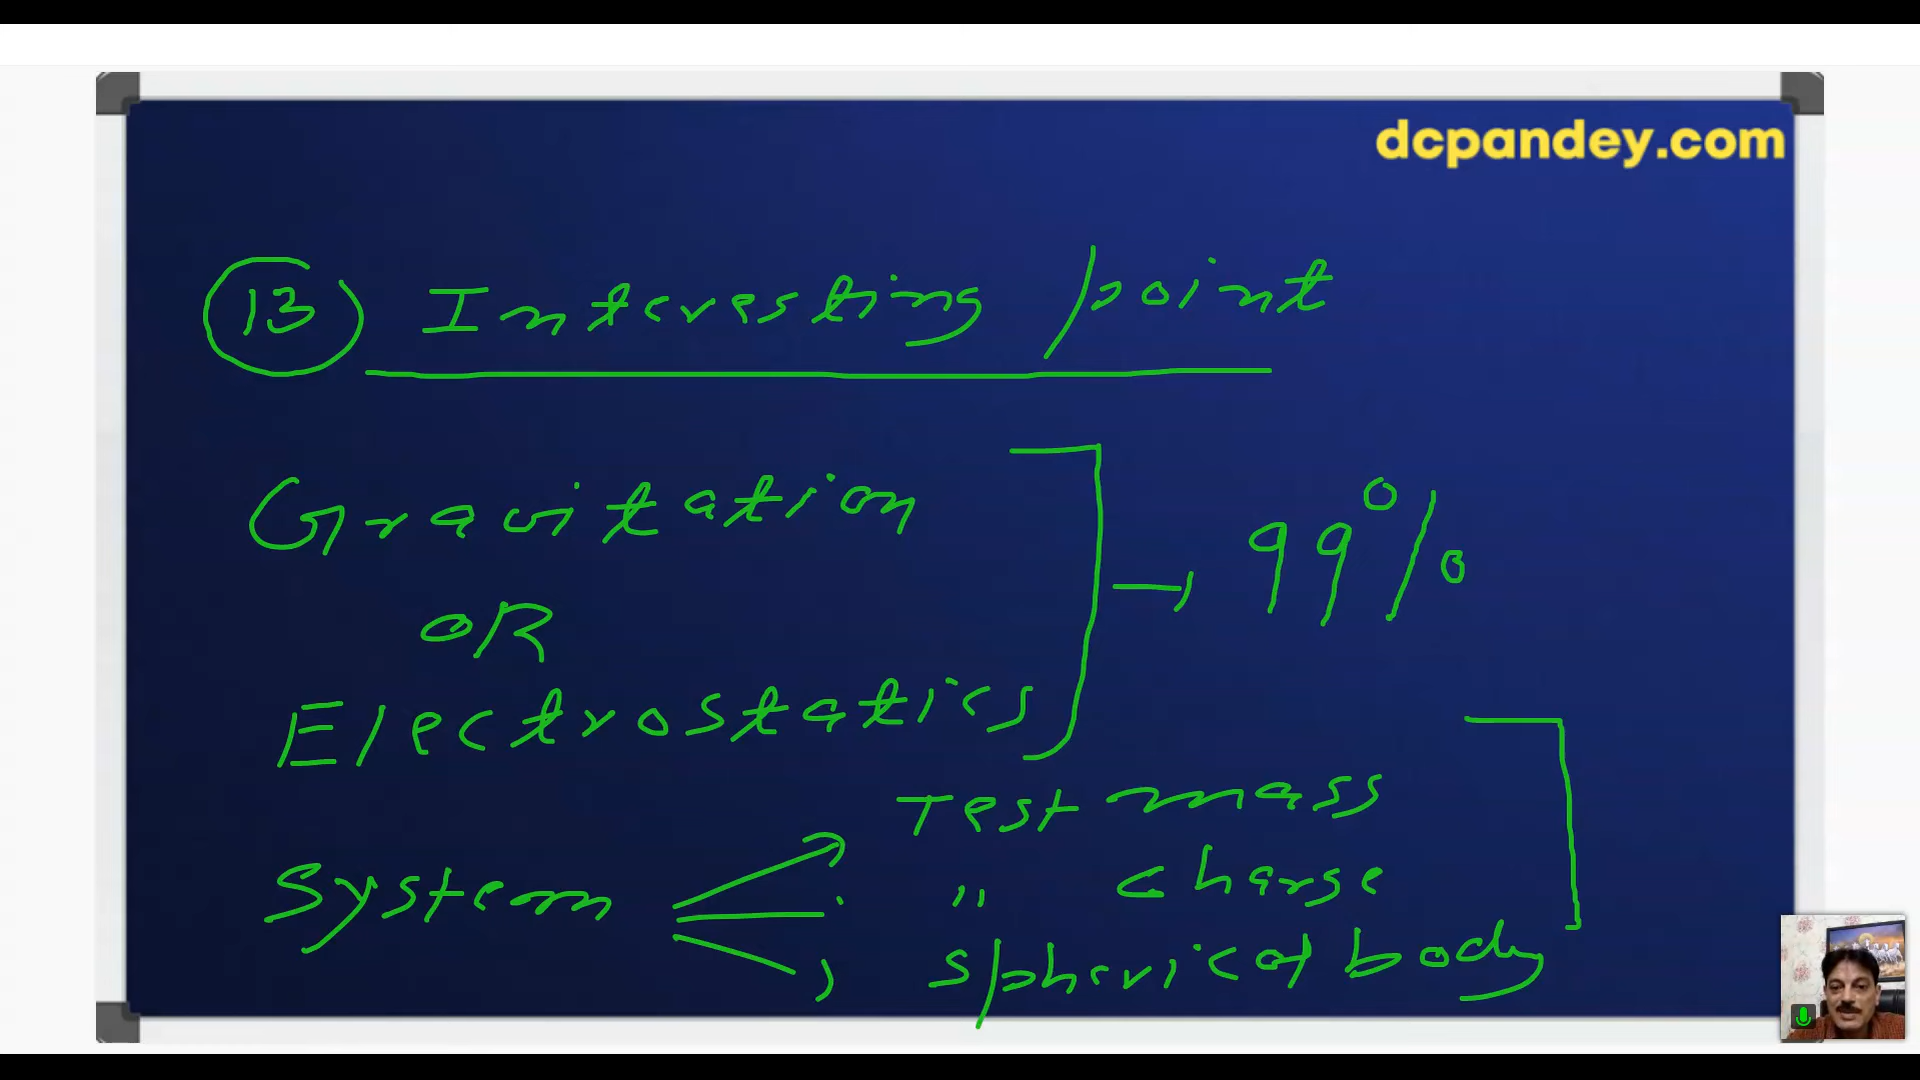 dcpandey.com
13) Interesting point
Gravitation
OR
Electrostatics
→ 99%
System → Test mass
" charge
Spherical body